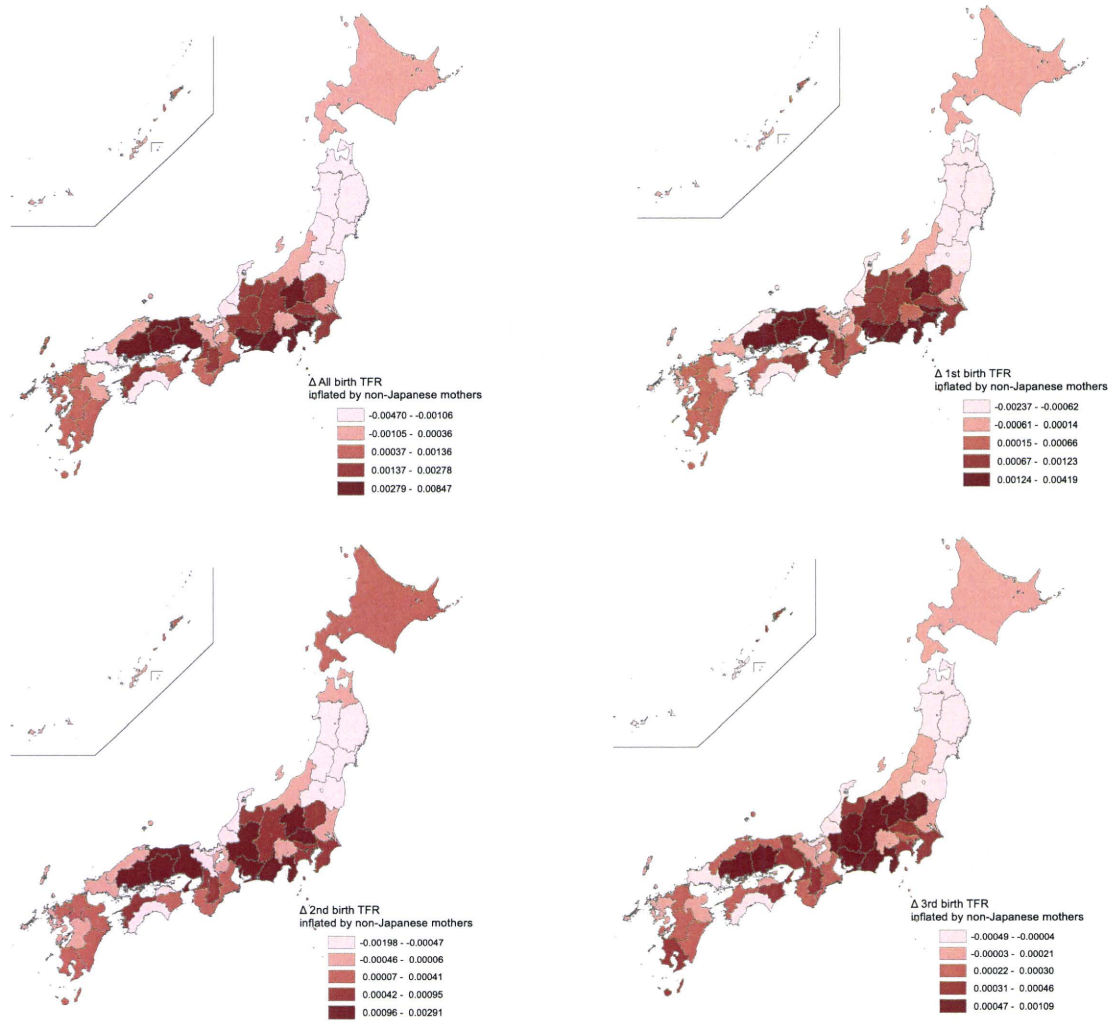 Δ All birth TFR
inflated by non-Japanese mothers
-0.00470 - -0.00106
-0.00105 - 0.00036
0.00037 - 0.00136
0.00137 - 0.00278
0.00279 - 0.00847
Δ 1st birth TFR
inflated by non-Japanese mothers
-0.00237 - -0.00062
-0.00061 - 0.00014
0.00015 - 0.00066
0.00067 - 0.00123
0.00124 - 0.00419
Δ 2nd birth TFR
inflated by non-Japanese mothers
-0.00198 - -0.00047
-0.00046 - 0.00006
0.00007 - 0.00041
0.00042 - 0.00095
0.00096 - 0.00291
Δ 3rd birth TFR
inflated by non-Japanese mothers
-0.00049 - -0.00004
-0.00003 - 0.00021
0.00022 - 0.00030
0.00031 - 0.00046
0.00047 - 0.00109